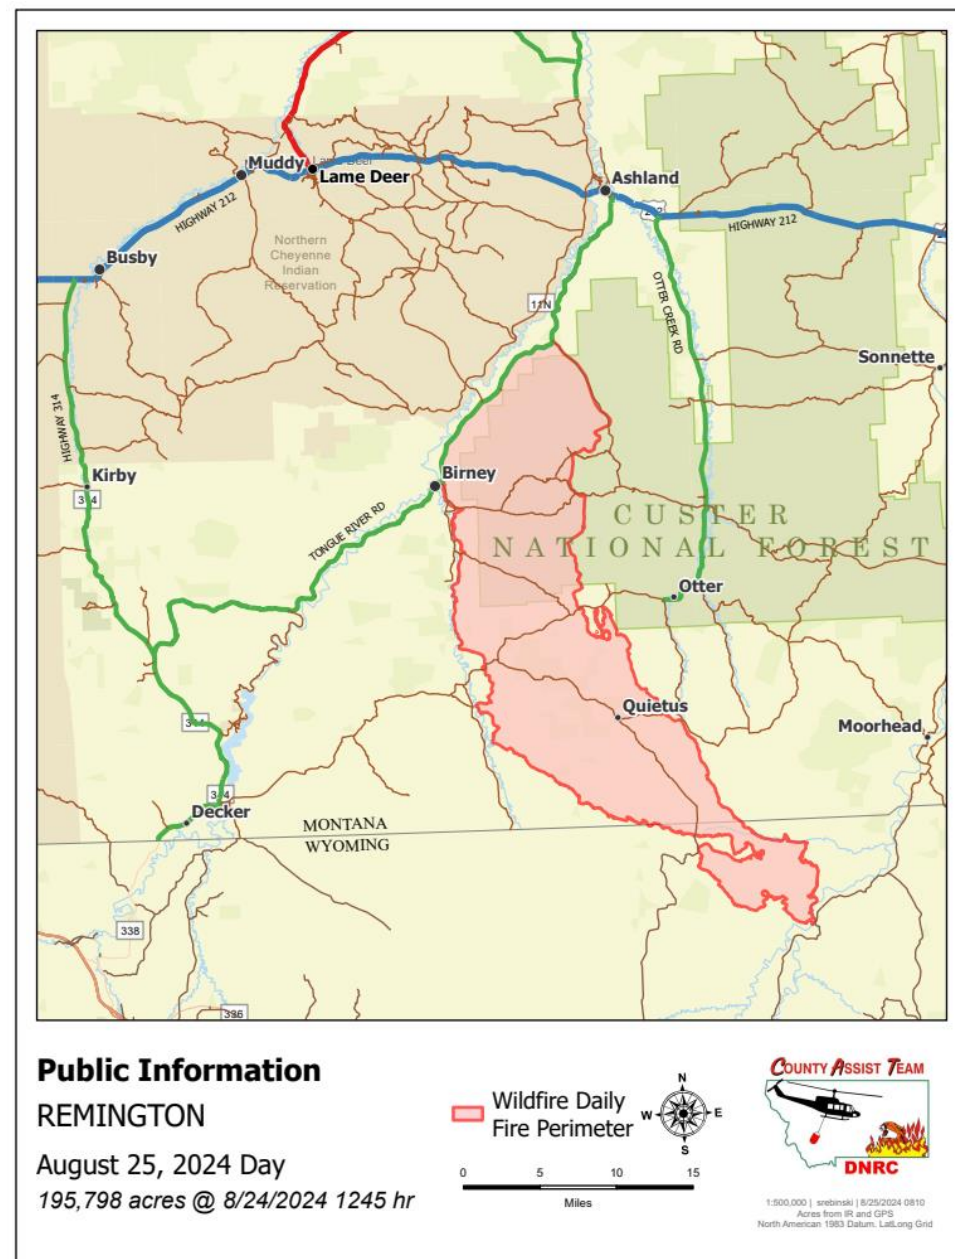 Muddy
Lame Deer
Lame Deer
Ashland
HIGHWAY 212
HIGHWAY 212
Busby
Northern
Cheyenne
Indian
Reservation
11N
OTTER CREEK RD
Sonnette
HIGHWAY 314
Kirby
314
Birney
TONGUE RIVER RD
CUSTER
NATIONAL FOREST
Otter
Quietus
Moorhead
314
314
Decker
MONTANA
WYOMING
338
336
Public Information
REMINGTON
August 25, 2024 Day
195,798 acres @ 8/24/2024 1245 hr
Wildfire Daily
Fire Perimeter
N
W E
S
0 5 10 15
Miles
COUNTY ASSIST TEAM
DNRC
1:500,000 | srebinski | 8/25/2024 0810
Acres from IR and GPS
North American 1983 Datum. LatLong Grid